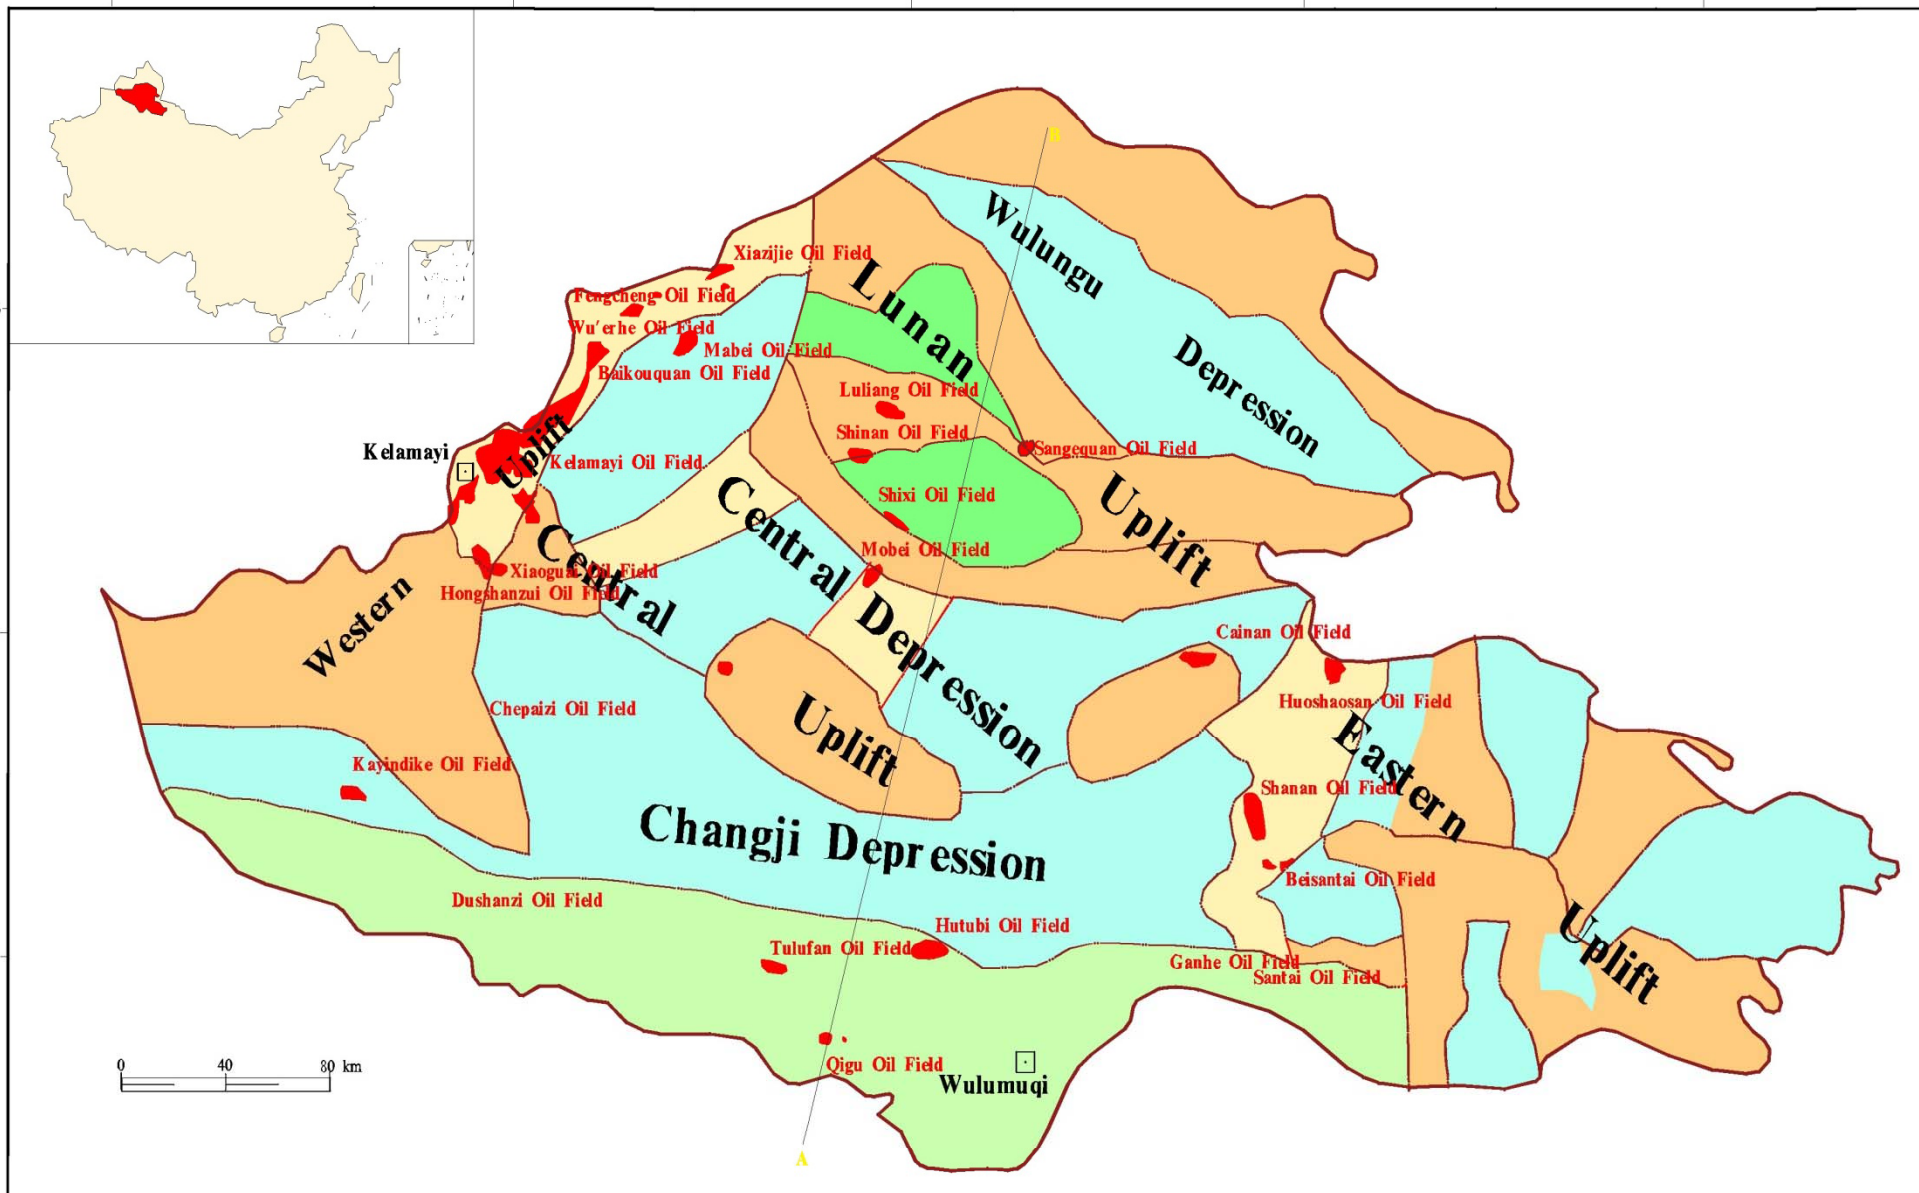 B
Wulungu
Depression
Xiazijie Oil Field
Lunan
Fengcheng Oil Field
Wu'erhe Oil Field
Mabei Oil Field
Baikouquan Oil Field
Luliang Oil Field
Shinan Oil Field
Sangequan Oil Field
Kelamayi
Uplift
Kelamayi Oil Field
Shixi Oil Field
Uplift
Central Depression
Mobei Oil Field
Central
Xiaoguai Oil Field
Hongshanzui Oil Field
Western
Cainan Oil Field
Huoshaosan Oil Field
Chepaizi Oil Field
Uplift
Eastern
Kayindike Oil Field
Shanan Oil Field
Changji Depression
Beisantai Oil Field
Dushanzi Oil Field
Hutubi Oil Field
Uplift
Tulufan Oil Field
Ganhe Oil Field
Santai Oil Field
Qigu Oil Field
Wulumuqi
0 40 80 km
A